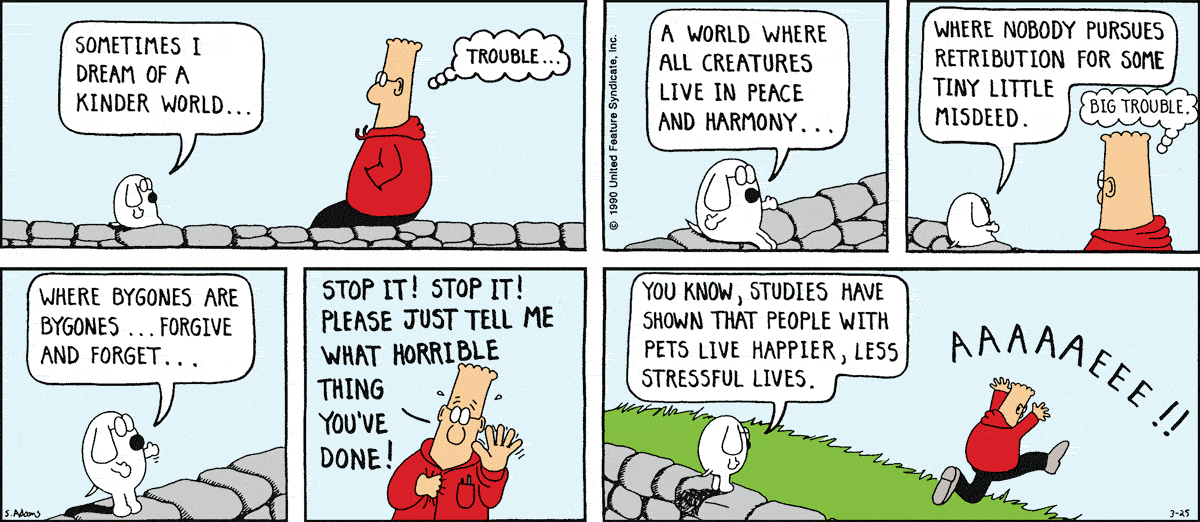 SOMETIMES I
DREAM OF A
KINDER WORLD...
TROUBLE...
© 1990 United Feature Syndicate, Inc.
A WORLD WHERE
ALL CREATURES
LIVE IN PEACE
AND HARMONY...
WHERE NOBODY PURSUES
RETRIBUTION FOR SOME
TINY LITTLE
MISDEED.
BIG TROUBLE.
WHERE BYGONES ARE
BYGONES...FORGIVE
AND FORGET...
S. Adams
STOP IT! STOP IT!
PLEASE JUST TELL ME
WHAT HORRIBLE
THING
YOU'VE
DONE!
YOU KNOW, STUDIES HAVE
SHOWN THAT PEOPLE WITH
PETS LIVE HAPPIER, LESS
STRESSFUL LIVES.
AAAAAEEE!!
3-25